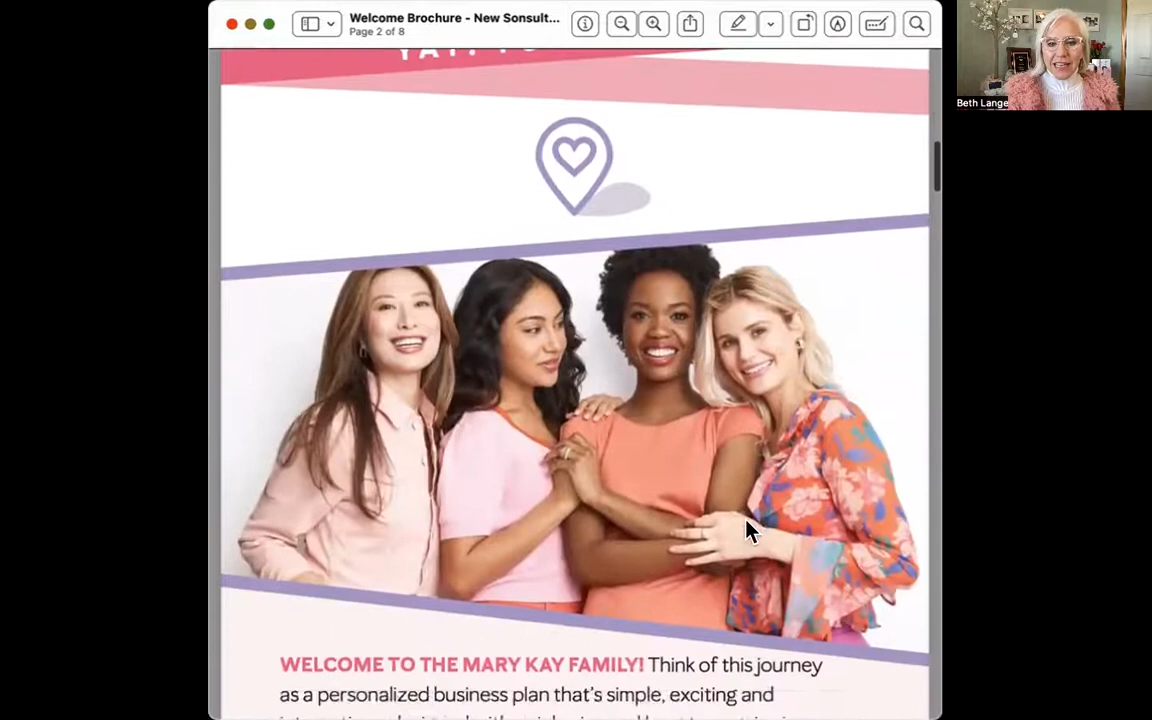 Welcome Brochure - New Sonsult...
Page 2 of 8
Beth Lange
WELCOME TO THE MARY KAY FAMILY! Think of this journey
as a personalized business plan that's simple, exciting and